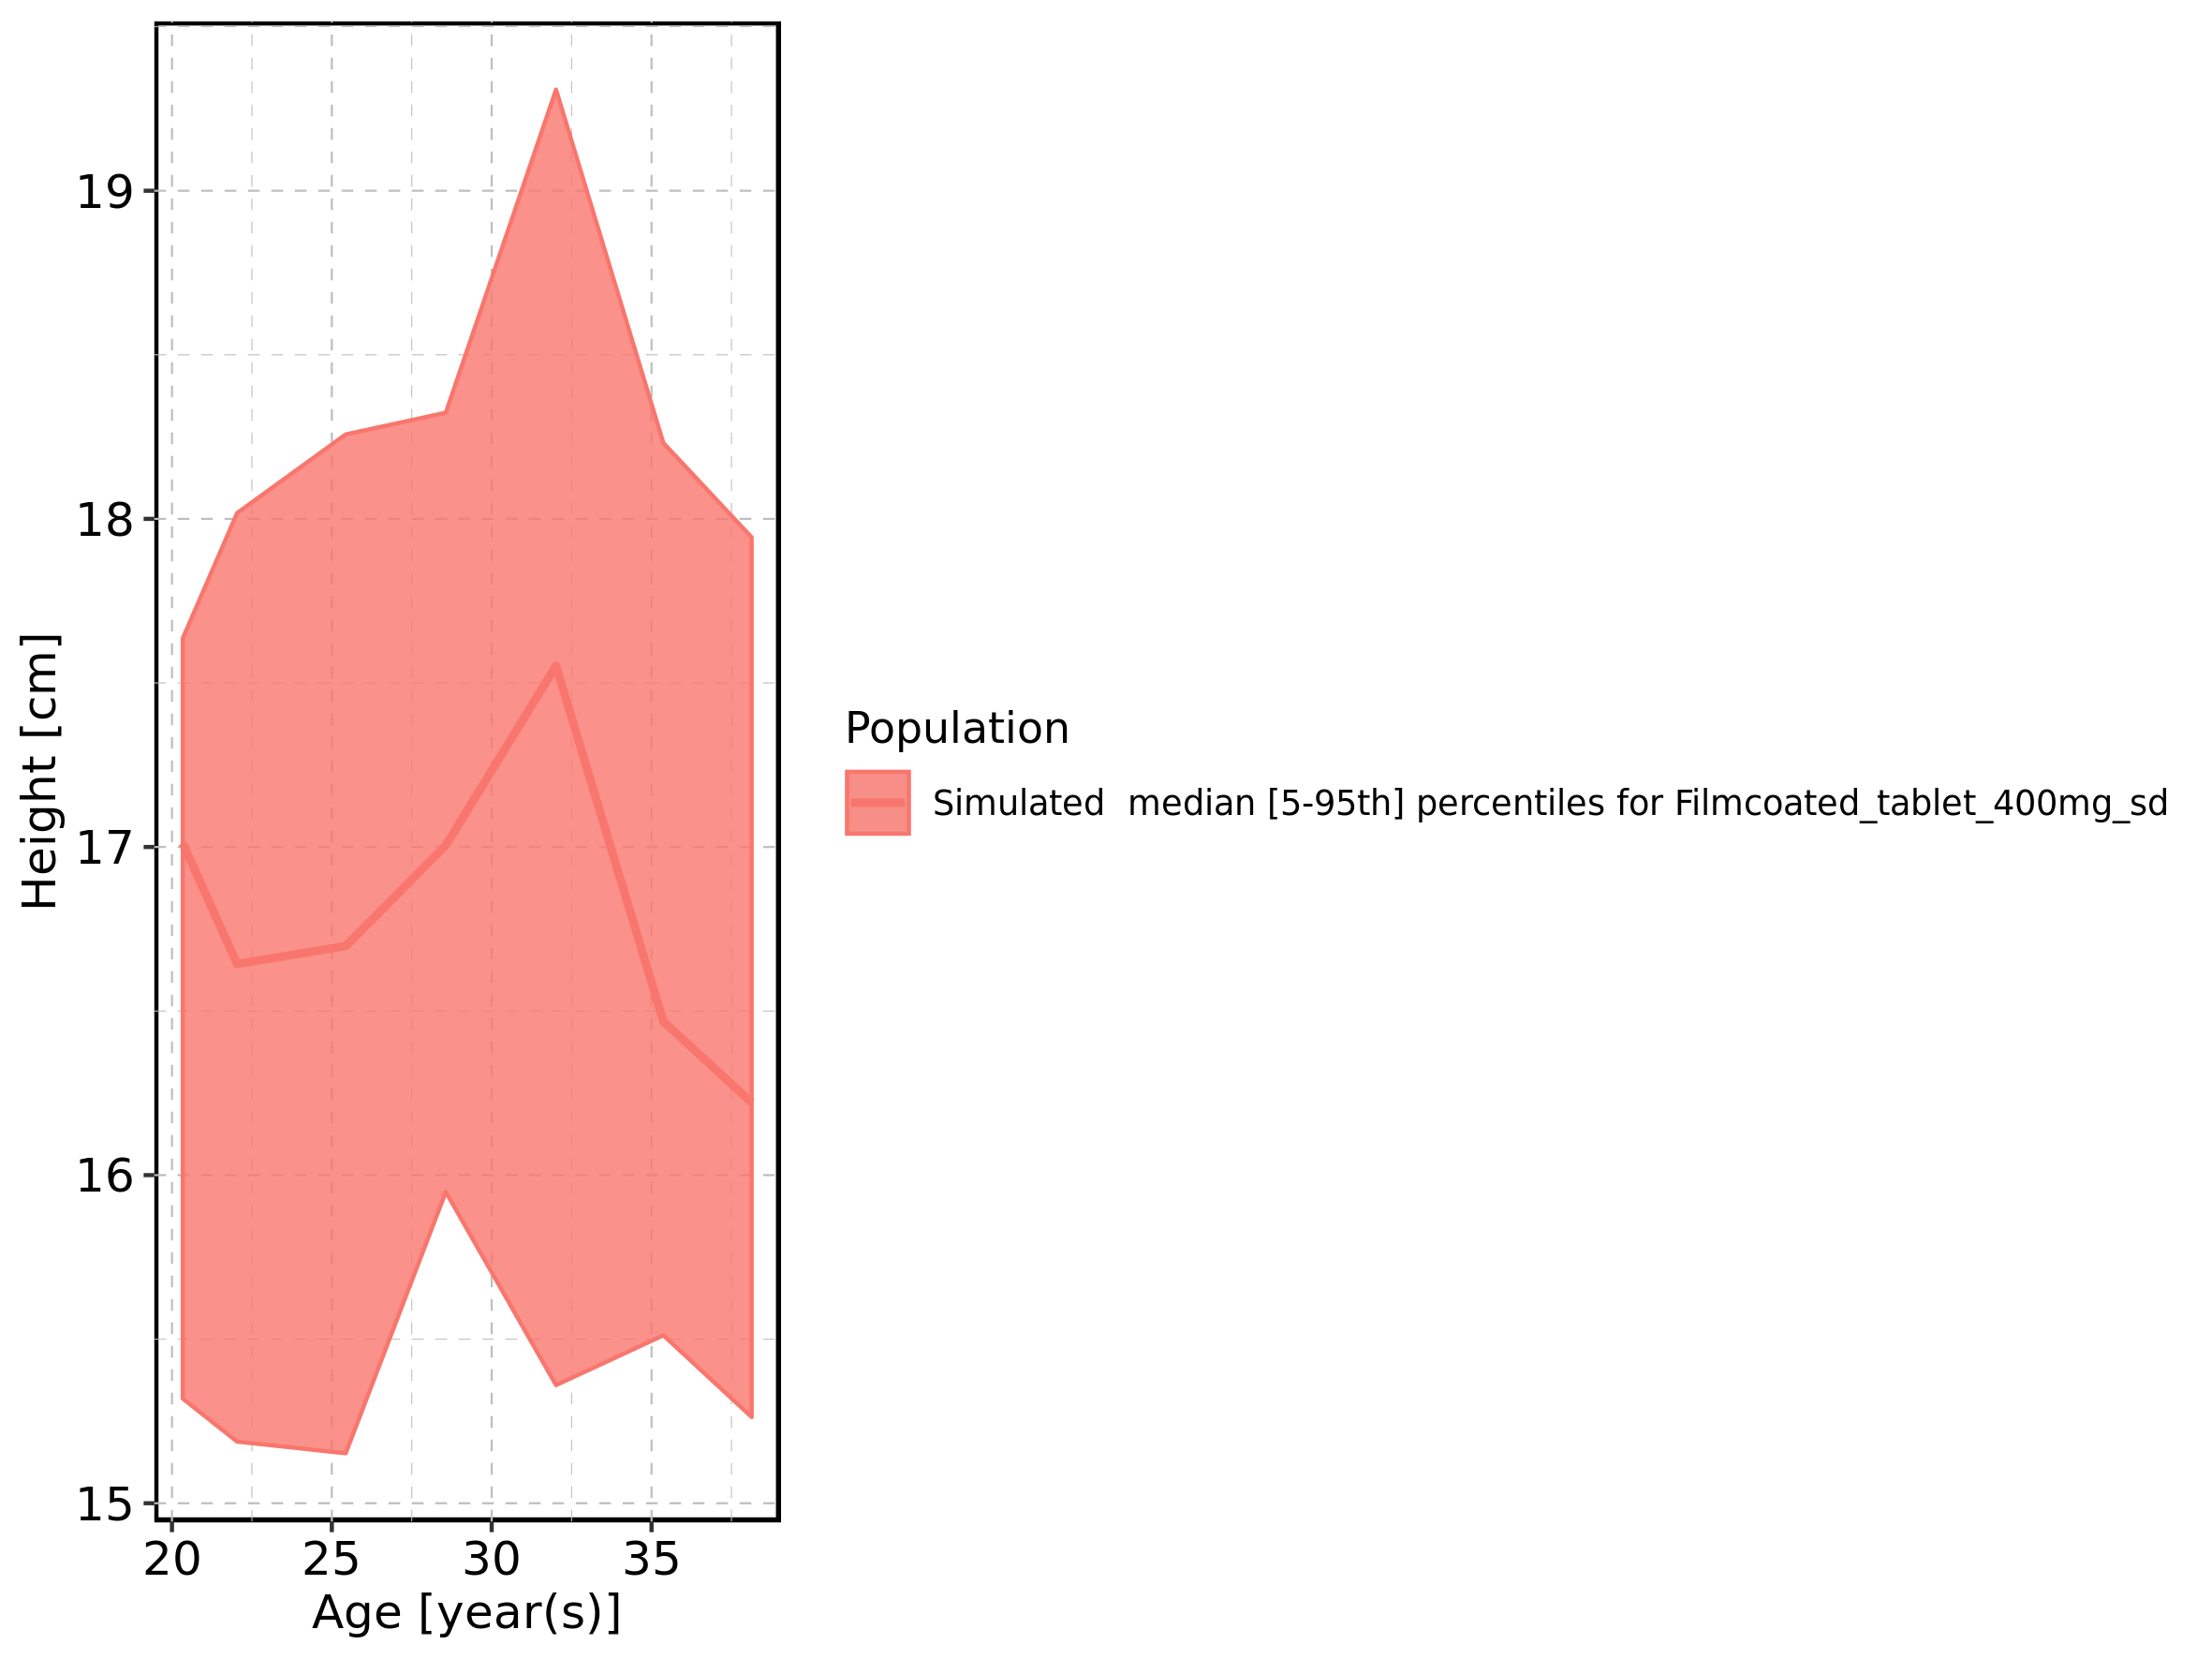 19
18
17
16
15
Height [cm]
20 25 30 35
Age [year(s)]
Population
Simulated  median [5-95th] percentiles for Filmcoated_tablet_400mg_sd